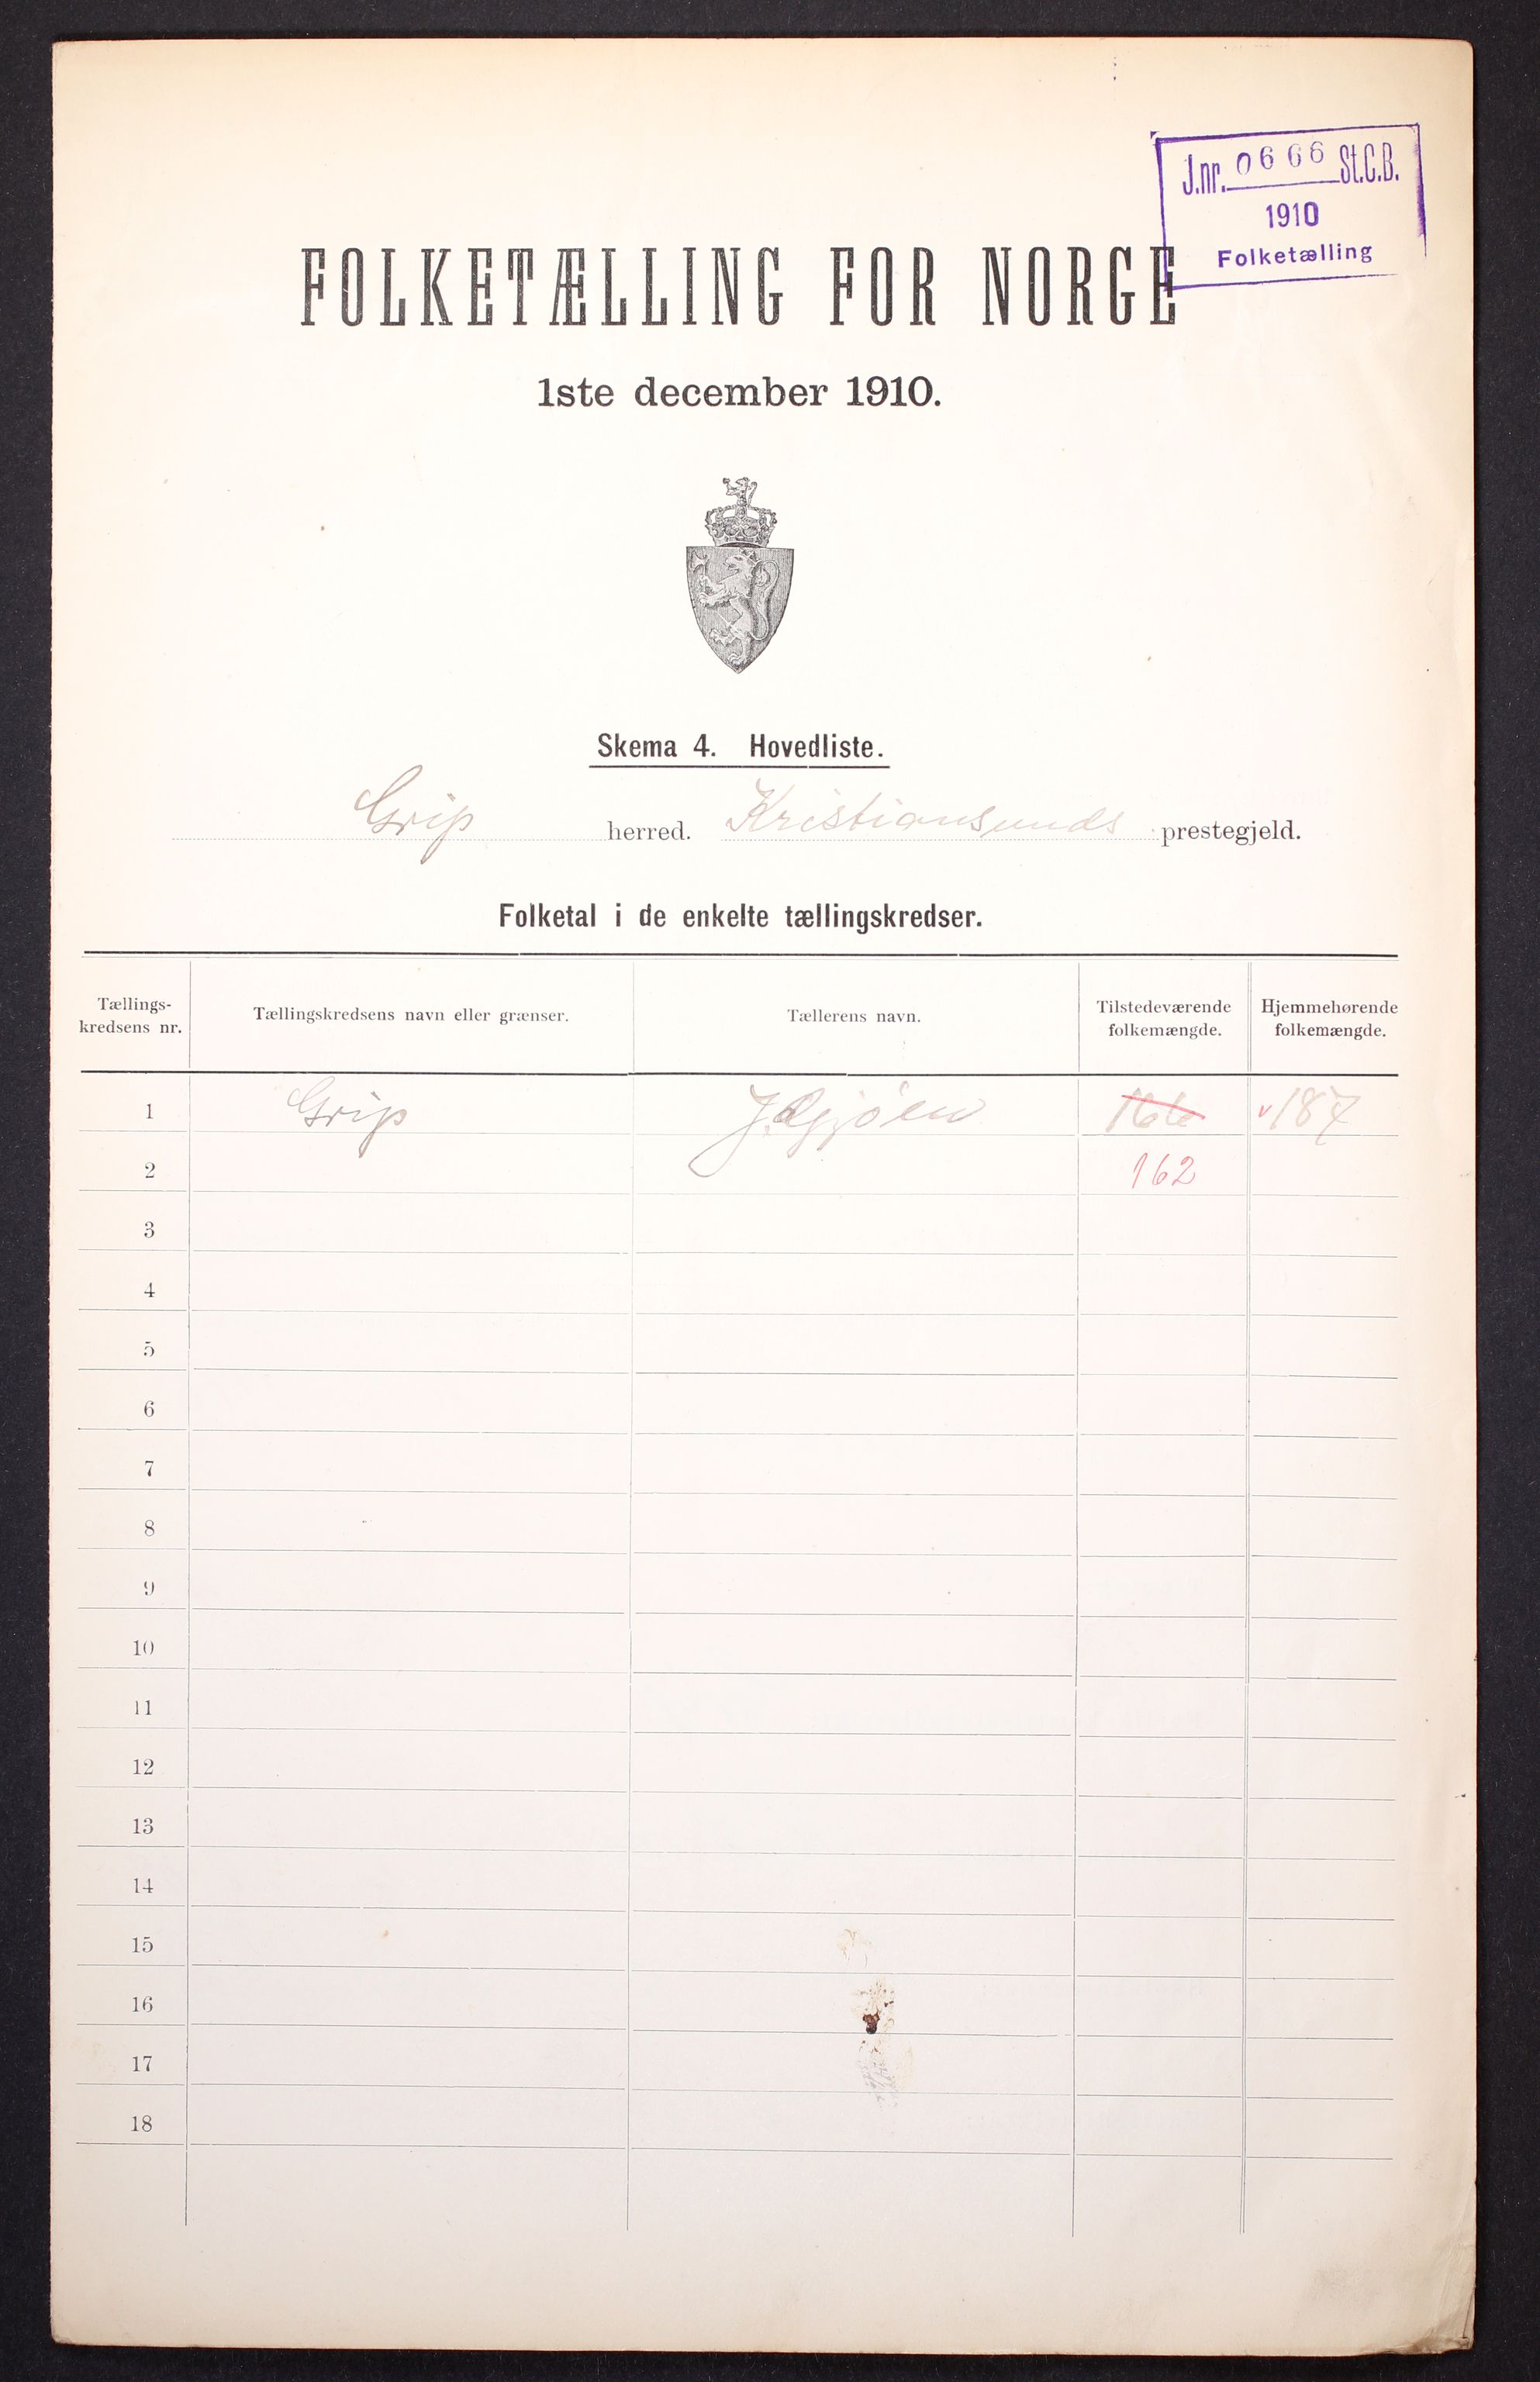 J.nr. 0666 St.C.B.
1910
Folketælling
FOLKETÆLLING FOR NORGE
1ste december 1910.
Skema 4. Hovedliste.
Grip herred. Kristiansunds prestegjeld.
Folketal i de enkelte tællingskredser.
Tællings-
kredsens nr.
Tællingskredsens navn eller grænser.
Tællerens navn.
Tilstedeværende
folkemængde.
Hjemmehørende
folkemængde.
1 Grip 166 187
2 162
3
4
5
6
7
8
9
10
11
12
13
14
15
16
17
18